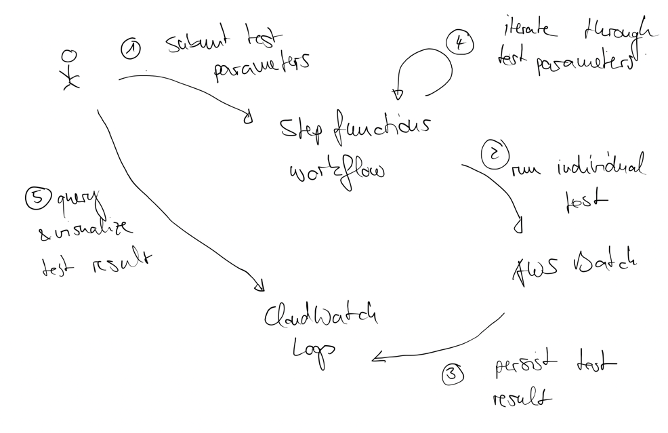 ① submit test
parameters
④ iterate through
test parameters
Step functions
workflow
② run individual
test
⑤ query
& visualize
test result
AWS Batch
CloudWatch
Logs
③ persist test
result